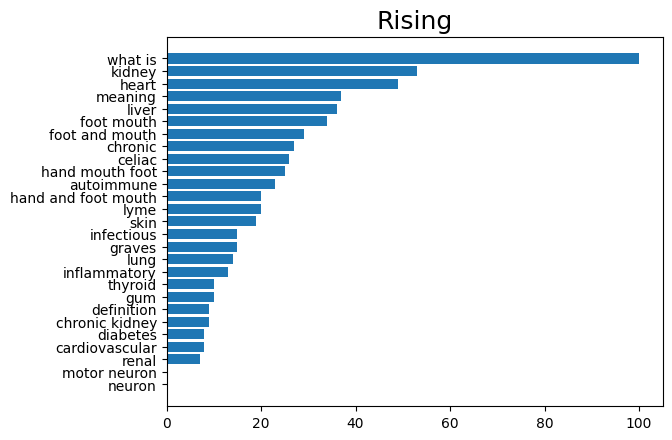 Rising
what is
kidney
heart
meaning
liver
foot mouth
foot and mouth
chronic
celiac
hand mouth foot
autoimmune
hand and foot mouth
lyme
skin
infectious
graves
lung
inflammatory
thyroid
gum
definition
chronic kidney
diabetes
cardiovascular
renal
motor neuron
neuron
0 20 40 60 80 100